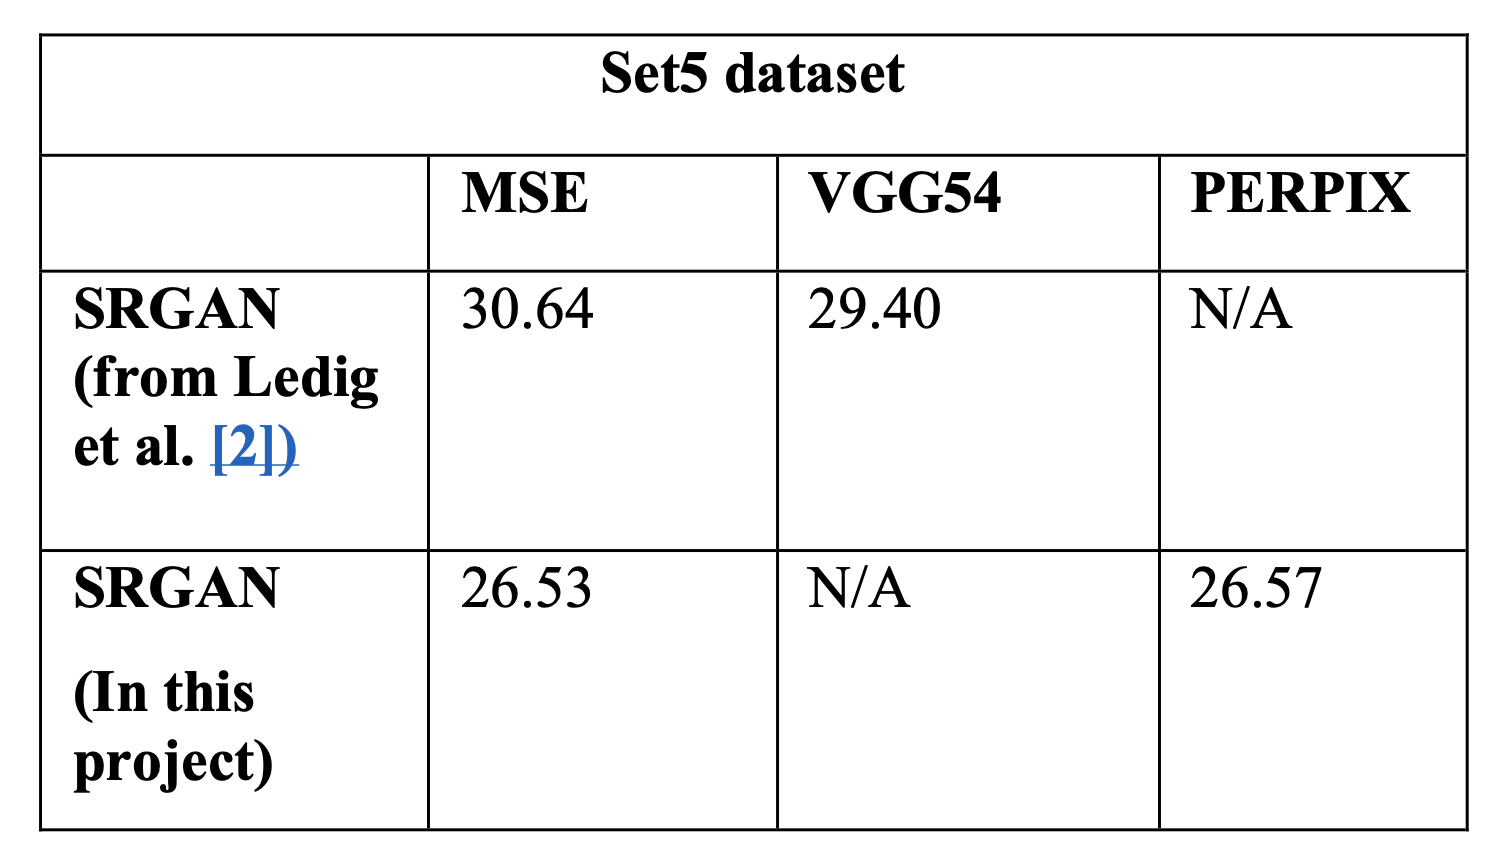 Set5 dataset
MSE VGG54 PERPIX
SRGAN 30.64 29.40 N/A
(from Ledig
et al. [2])
SRGAN 26.53 N/A 26.57
(In this
project)